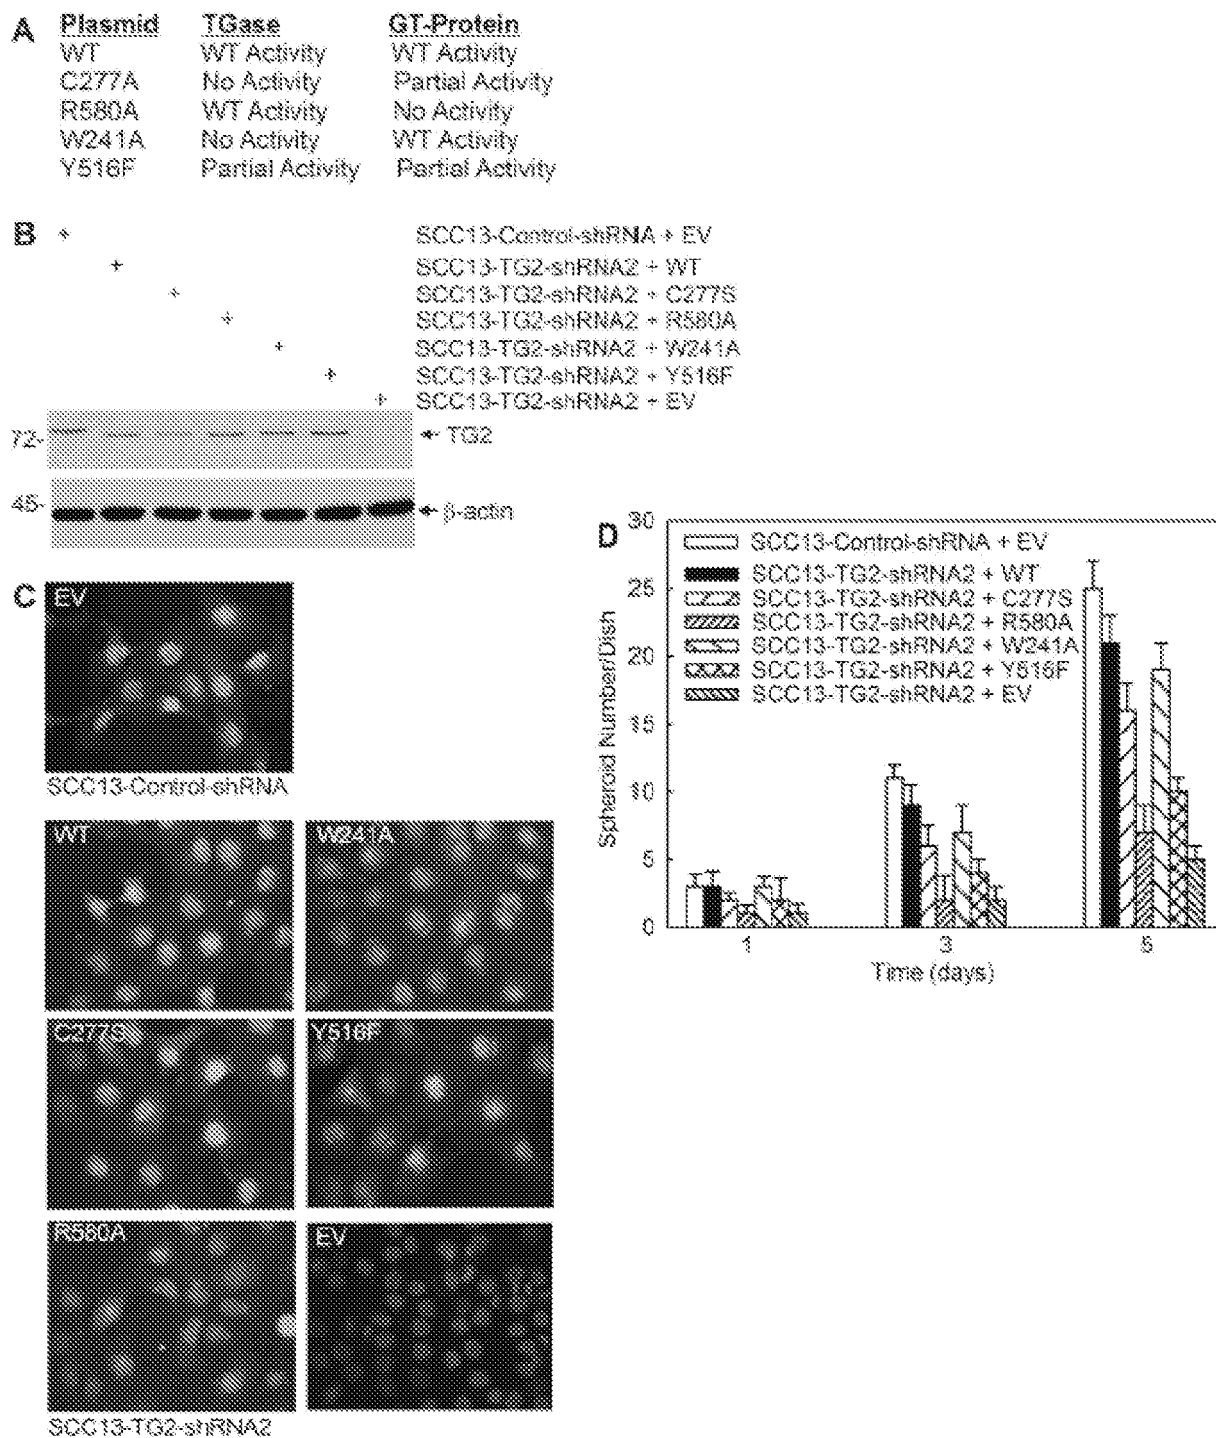 A Plasmid TGase GT-Protein
WT WT Activity WT Activity
C277A No Activity Partial Activity
R580A WT Activity No Activity
W241A No Activity WT Activity
Y516F Partial Activity Partial Activity
B + SCC13-Control-shRNA + EV
+ SCC13-TG2-shRNA2 + WT
+ SCC13-TG2-shRNA2 + C277S
+ SCC13-TG2-shRNA2 + R580A
+ SCC13-TG2-shRNA2 + W241A
+ SCC13-TG2-shRNA2 + Y516F
+ SCC13-TG2-shRNA2 + EV
72- TG2
45- β-actin
C
EV
SCC13-Control-shRNA
WT W241A
C277S Y516F
R580A EV
SCC13-TG2-shRNA2
D
SCC13-Control-shRNA + EV
SCC13-TG2-shRNA2 + WT
SCC13-TG2-shRNA2 + C277S
SCC13-TG2-shRNA2 + R580A
SCC13-TG2-shRNA2 + W241A
SCC13-TG2-shRNA2 + Y516F
SCC13-TG2-shRNA2 + EV
Spheroid Number/Dish
30
25
20
15
10
5
0
1 3 5
Time (days)